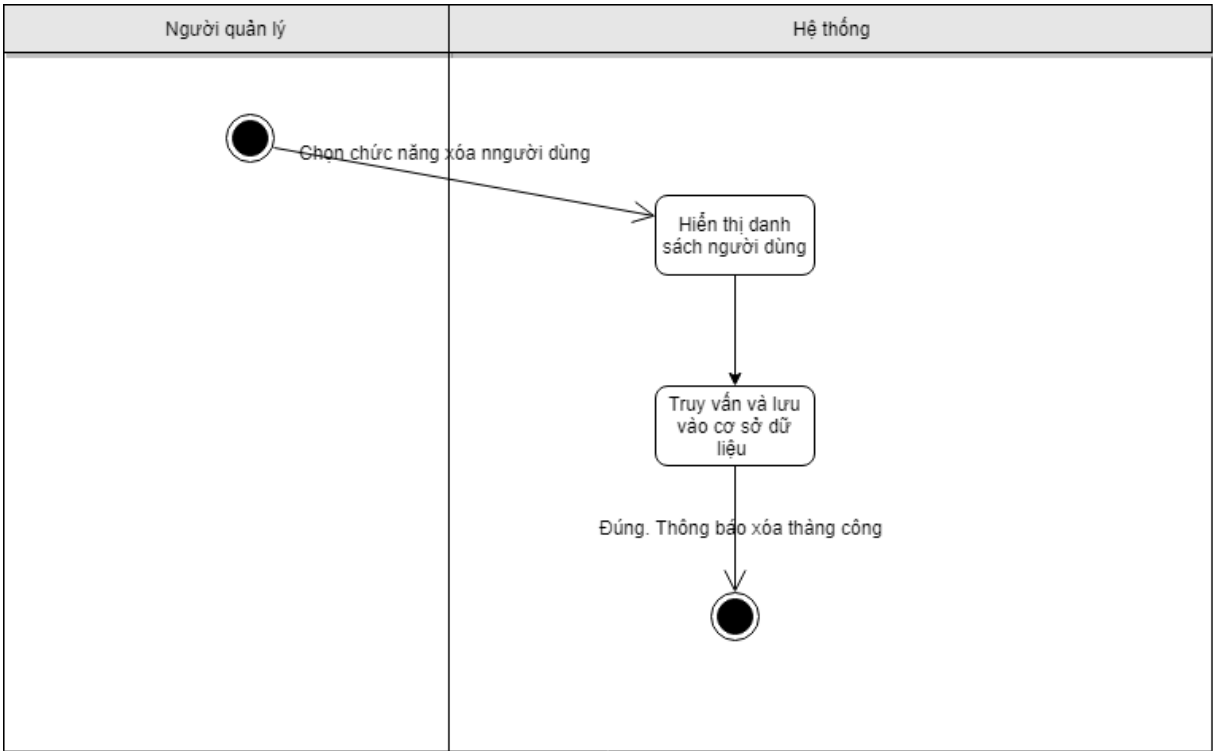 Người quản lý
Hệ thống
Chọn chức năng xóa nngười dùng
Hiển thị danh
sách người dùng
Truy vấn và lưu
vào cơ sở dữ
liệu
Đúng. Thông báo xóa thàng công